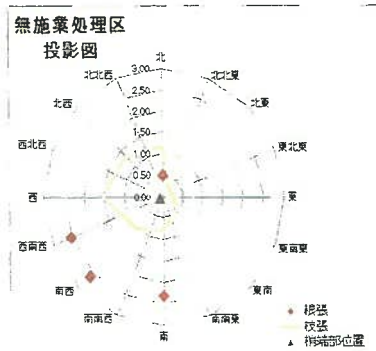 無施業処理区
投影図
北
北北西
北北東
3.00
2.50
2.00
1.50
1.00
0.50
0.00
北西
北東
西北西
東北東
西
東
西南西
東南東
南西
東南
南南西
南南東
南
根張
枝張
梢端部位置